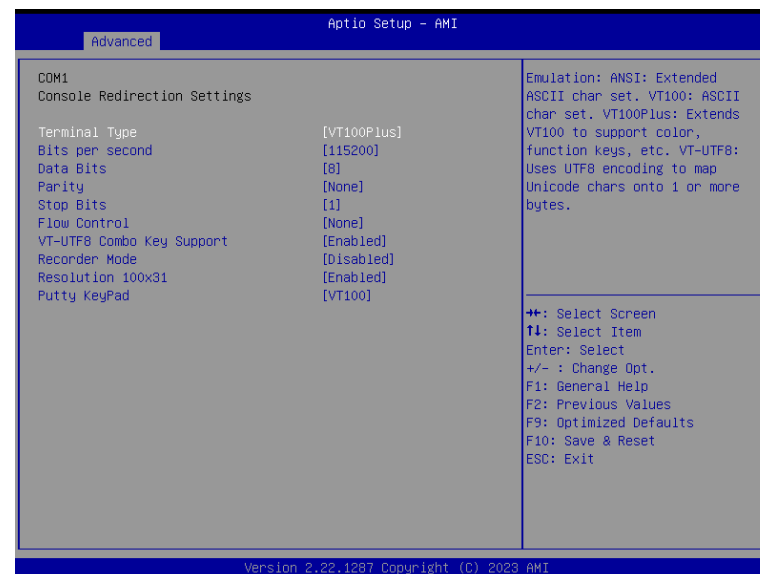 Aptio Setup – AMI
Advanced
COM1
Console Redirection Settings
Terminal Type [VT100Plus]
Bits per second [115200]
Data Bits [8]
Parity [None]
Stop Bits [1]
Flow Control [None]
VT-UTF8 Combo Key Support [Enabled]
Recorder Mode [Disabled]
Resolution 100x31 [Enabled]
Putty KeyPad [VT100]
Emulation: ANSI: Extended
ASCII char set. VT100: ASCII
char set. VT100Plus: Extends
VT100 to support color,
function keys, etc. VT-UTF8:
Uses UTF8 encoding to map
Unicode chars onto 1 or more
bytes.
→←: Select Screen
↑↓: Select Item
Enter: Select
+/- : Change Opt.
F1: General Help
F2: Previous Values
F9: Optimized Defaults
F10: Save & Reset
ESC: Exit
Version 2.22.1287 Copyright (C) 2023 AMI